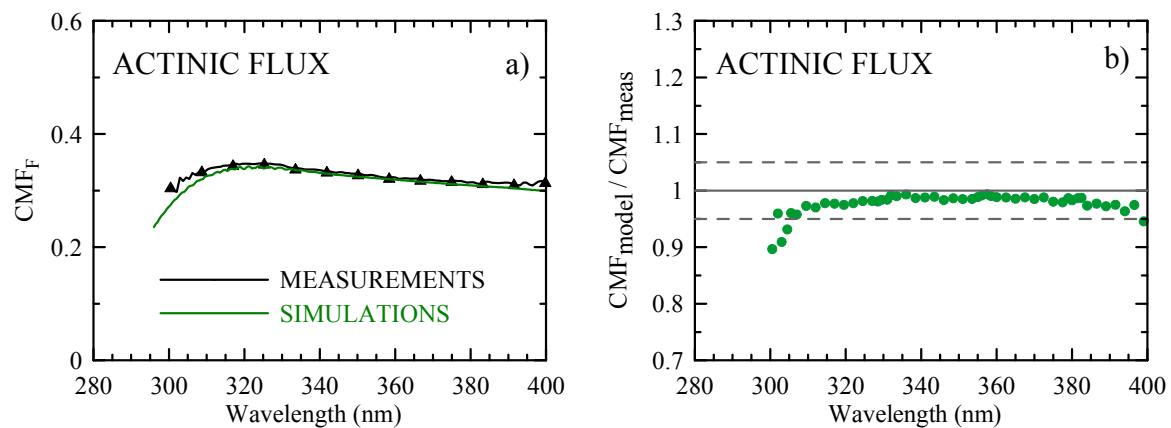 0.6
ACTINIC FLUX
a)
0.4
CMF_F
0.2
MEASUREMENTS
SIMULATIONS
0
280 300 320 340 360 380 400
Wavelength (nm)
1.3
ACTINIC FLUX
b)
1.2
1.1
1
0.9
0.8
0.7
CMF_model / CMF_meas
280 300 320 340 360 380 400
Wavelength (nm)